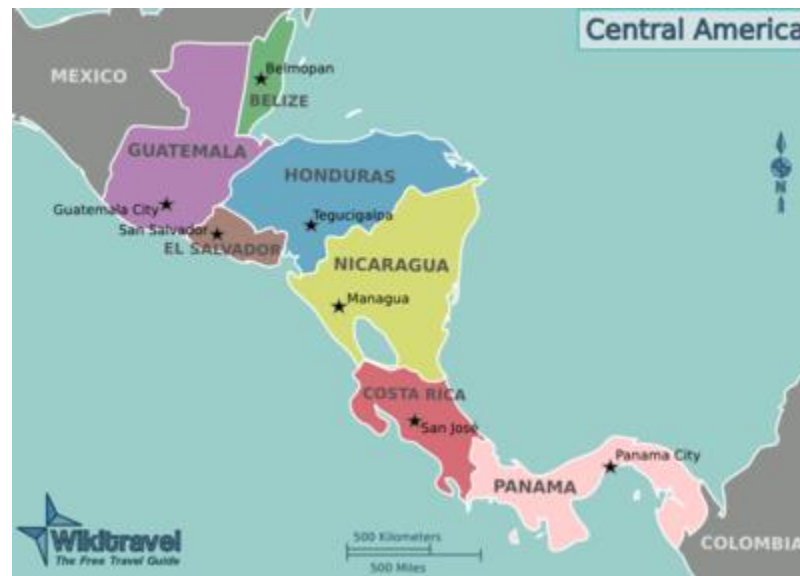 Central America
MEXICO
Belmopan
BELIZE
GUATEMALA
HONDURAS
Guatemala City
Tegucigalpa
San Salvador
EL SALVADOR
NICARAGUA
Managua
COSTA RICA
San José
Panama City
PANAMA
COLOMBIA
N
500 Kilometers
500 Miles
Wikitravel
The Free Travel Guide